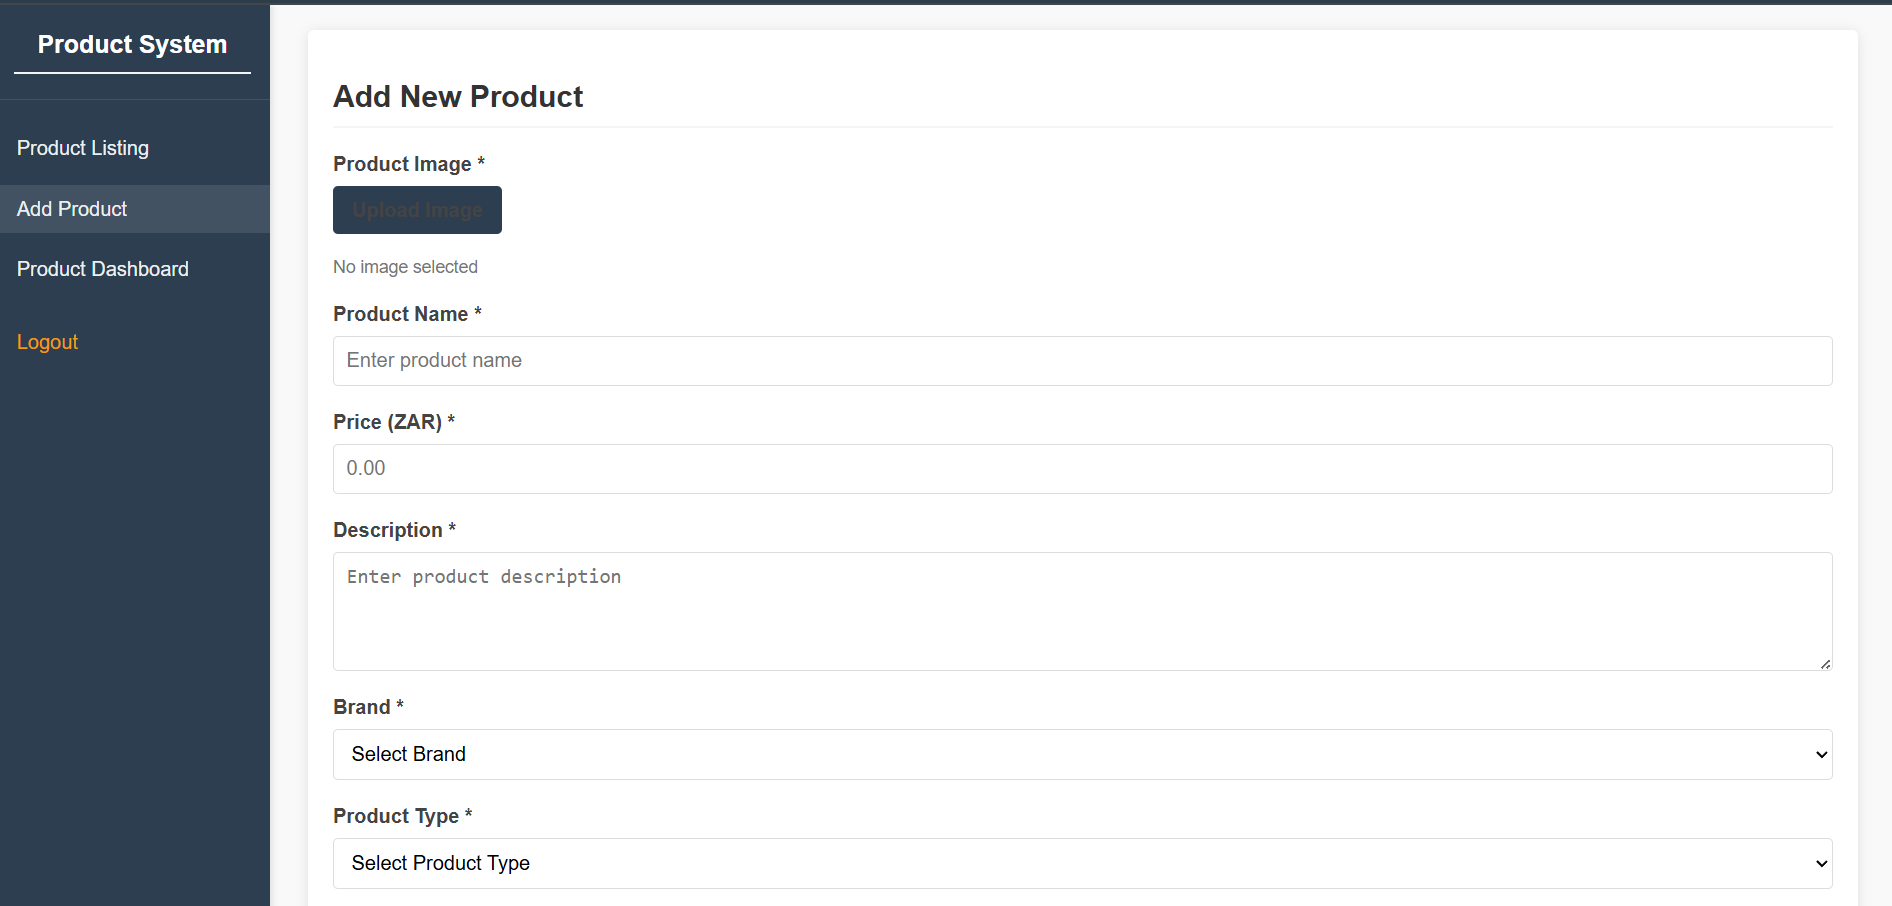 Product System
Product Listing
Add Product
Product Dashboard
Logout
Add New Product
Product Image *
Upload Image
No image selected
Product Name *
Enter product name
Price (ZAR) *
0.00
Description *
Enter product description
Brand *
Select Brand
Product Type *
Select Product Type